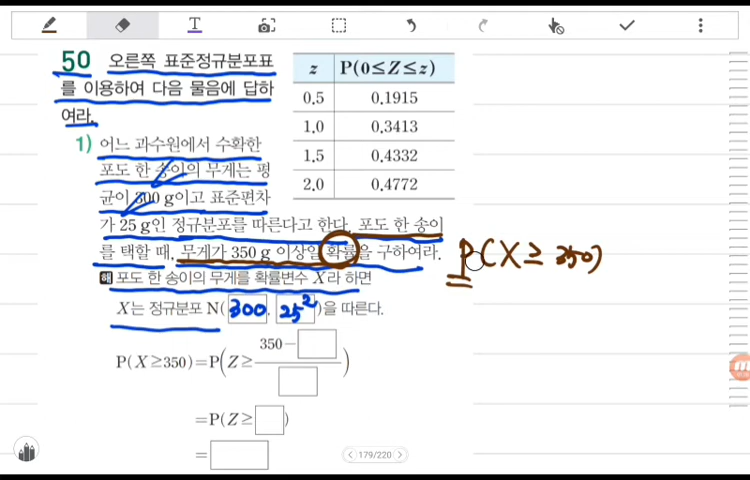 50 오른쪽 표준정규분포표
를 이용하여 다음 물음에 답하
여라.
z P(0≤Z≤z)
0.5 0.1915
1.0 0.3413
1.5 0.4332
2.0 0.4772
1) 어느 과수원에서 수확한
포도 한 송이의 무게는 평
균이 300 g이고 표준편차
가 25 g인 정규분포를 따른다고 한다. 포도 한 송이
를 택할 때, 무게가 350 g 이상일 확률을 구하여라.
P(X≥350)
해 포도 한 송이의 무게를 확률변수 X라 하면
X는 정규분포 N(300, 25²)을 따른다.
P(X≥350)=P(Z≥(350-□)/□)
=P(Z≥□)
=□
179/220